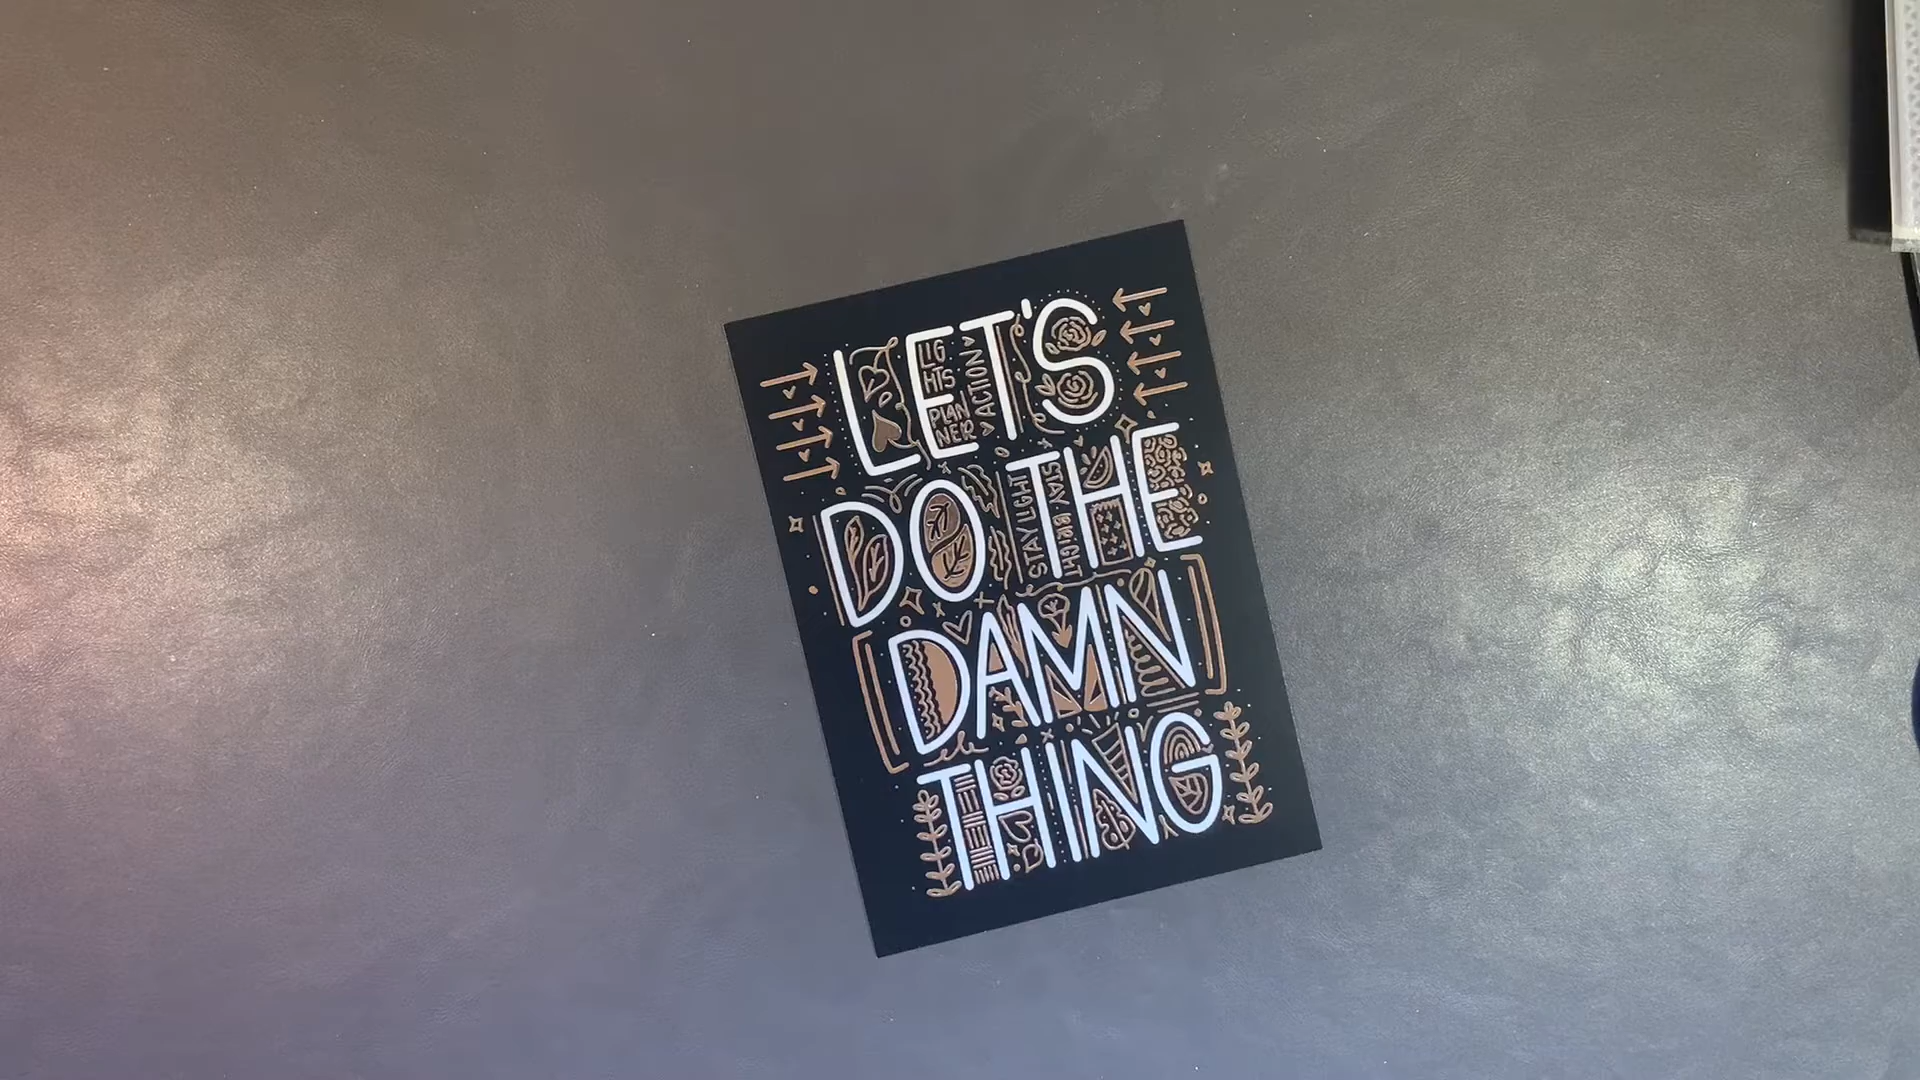 LET'S
LIG
HTS
PLAN
NER
ACTION
DO THE
STAY LIGHT
STAY BRIGHT
DAMN
THING